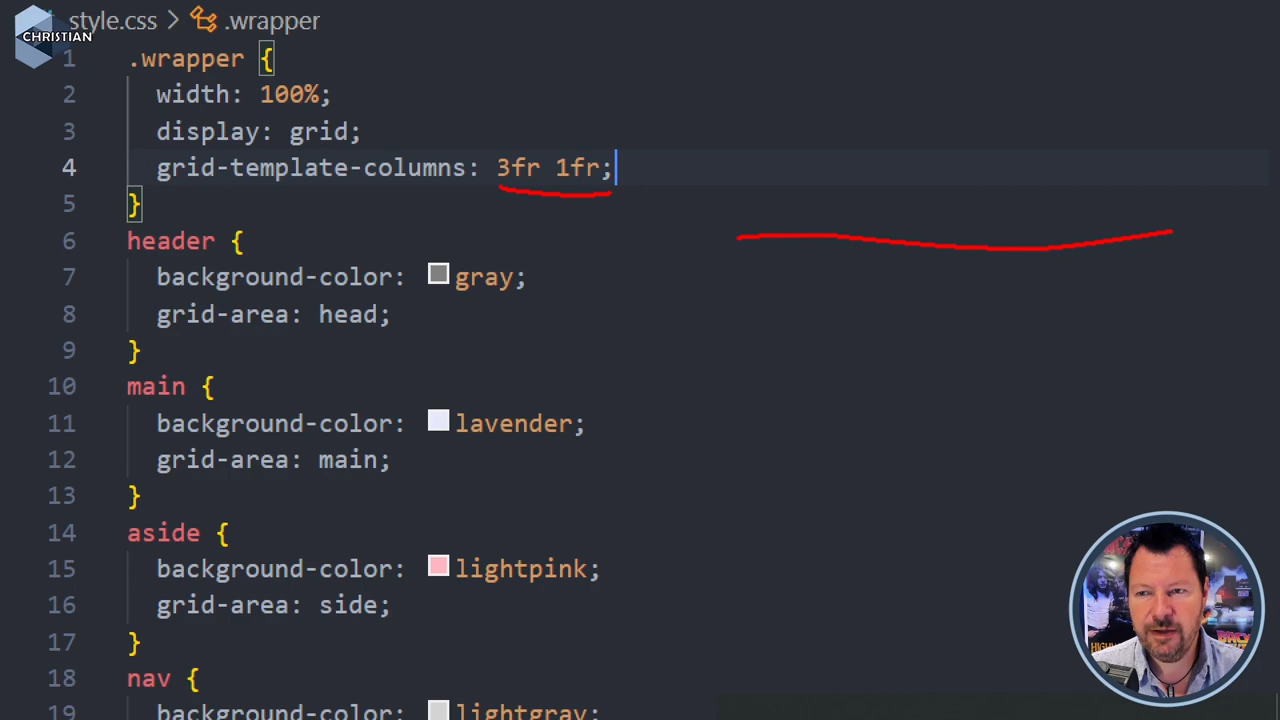 style.css > .wrapper
CHRISTIAN
1 .wrapper {
2 width: 100%;
3 display: grid;
4 grid-template-columns: 3fr 1fr;
5 }
6 header {
7 background-color: gray;
8 grid-area: head;
9 }
10 main {
11 background-color: lavender;
12 grid-area: main;
13 }
14 aside {
15 background-color: lightpink;
16 grid-area: side;
17 }
18 nav {
19 background-color: lightgray;